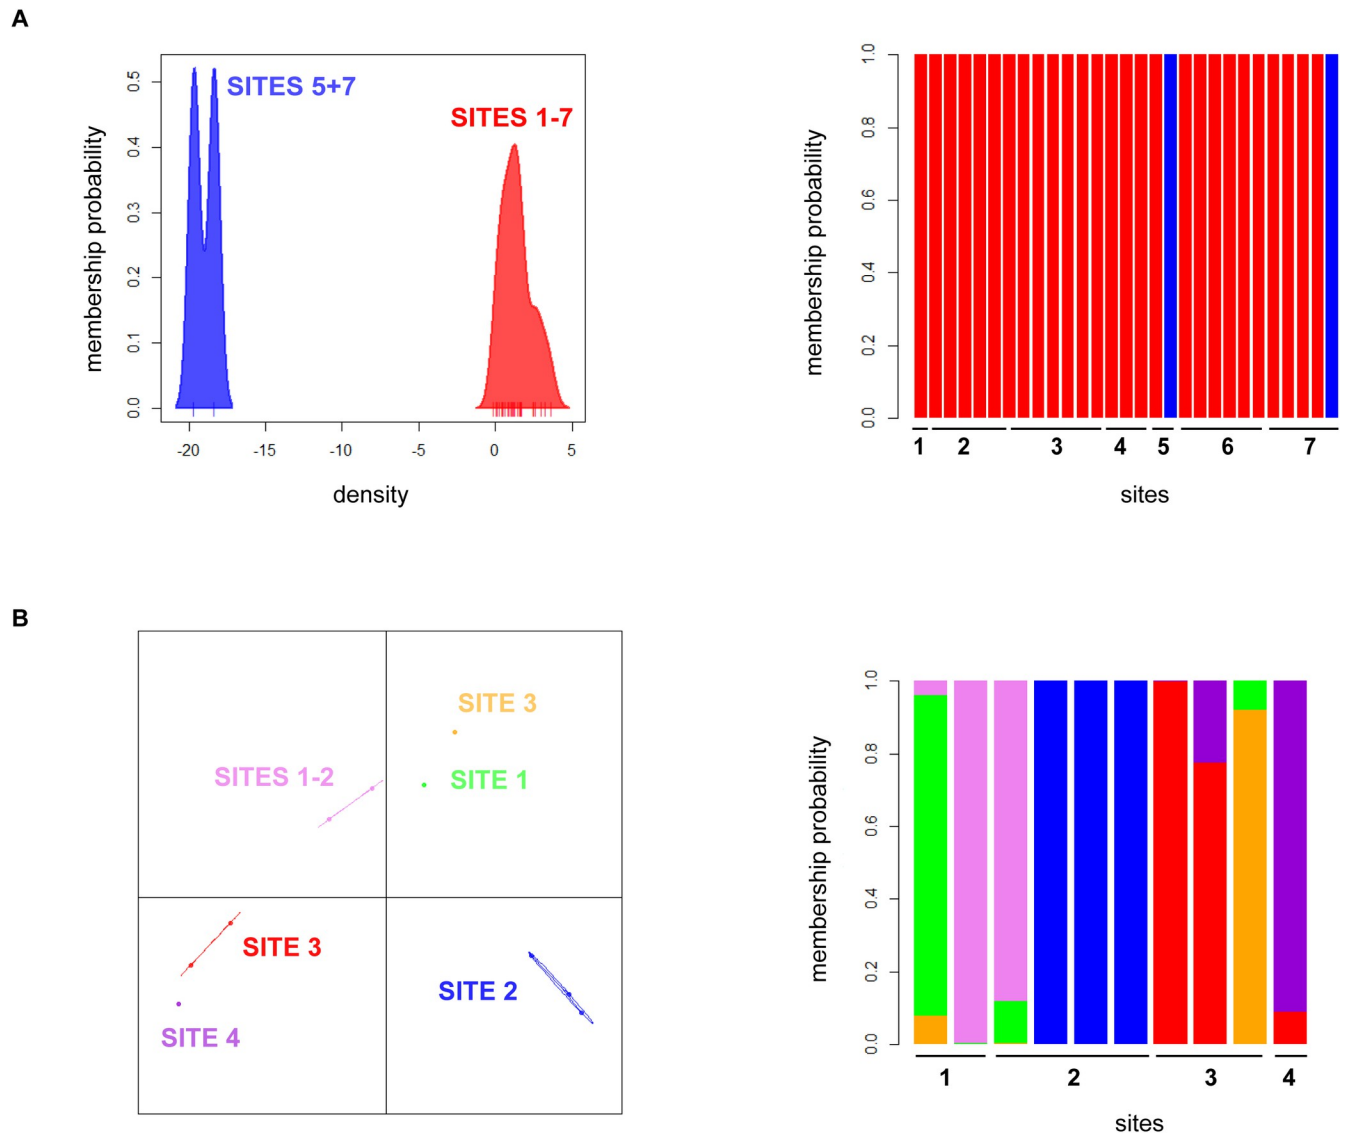 A
SITES 5+7
SITES 1-7
membership probability
0.0
0.1
0.2
0.3
0.4
0.5
-20
-15
-10
-5
0
5
density
membership probability
0.0
0.2
0.4
0.6
0.8
1.0
1
2
3
4
5
6
7
sites
B
SITE 3
SITES 1-2
SITE 1
SITE 3
SITE 2
SITE 4
membership probability
0.0
0.2
0.4
0.6
0.8
1.0
1
2
3
4
sites